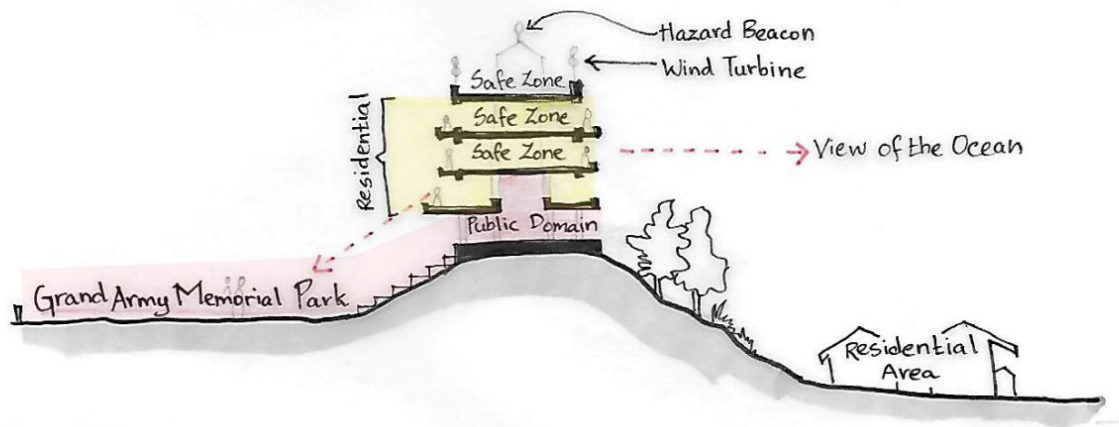 Hazard Beacon
Wind Turbine
Safe Zone
Safe Zone
Safe Zone
Residential
View of the Ocean
Public Domain
Grand Army Memorial Park
Residential
Area